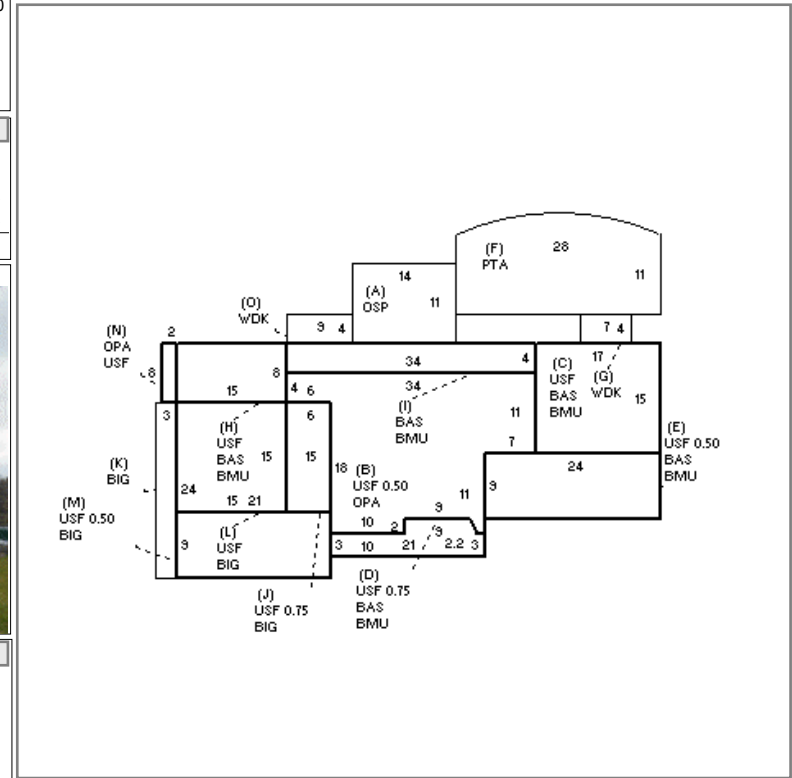 0
(F)
PTA
28
11
14
(A)
OSP
11
(O)
WDK
9 4
7 4
(N)
OPA
USF
2
8
15
8
34
4
34
4 6
(C)
USF
BAS
BMU
17
(G)
WDK
15
(I)
BAS
BMU
11
7
3
6
(H)
USF
BAS
BMU
15
15
18
(B)
USF 0.50
OPA
24
(E)
USF 0.50
BAS
BMU
(K)
BIG
24
15 21
9
11
9
(M)
USF 0.50
BIG
9
(L)
USF
BIG
10
2
9
3 10 21 2.2 3
(J)
USF 0.75
BIG
(D)
USF 0.75
BAS
BMU